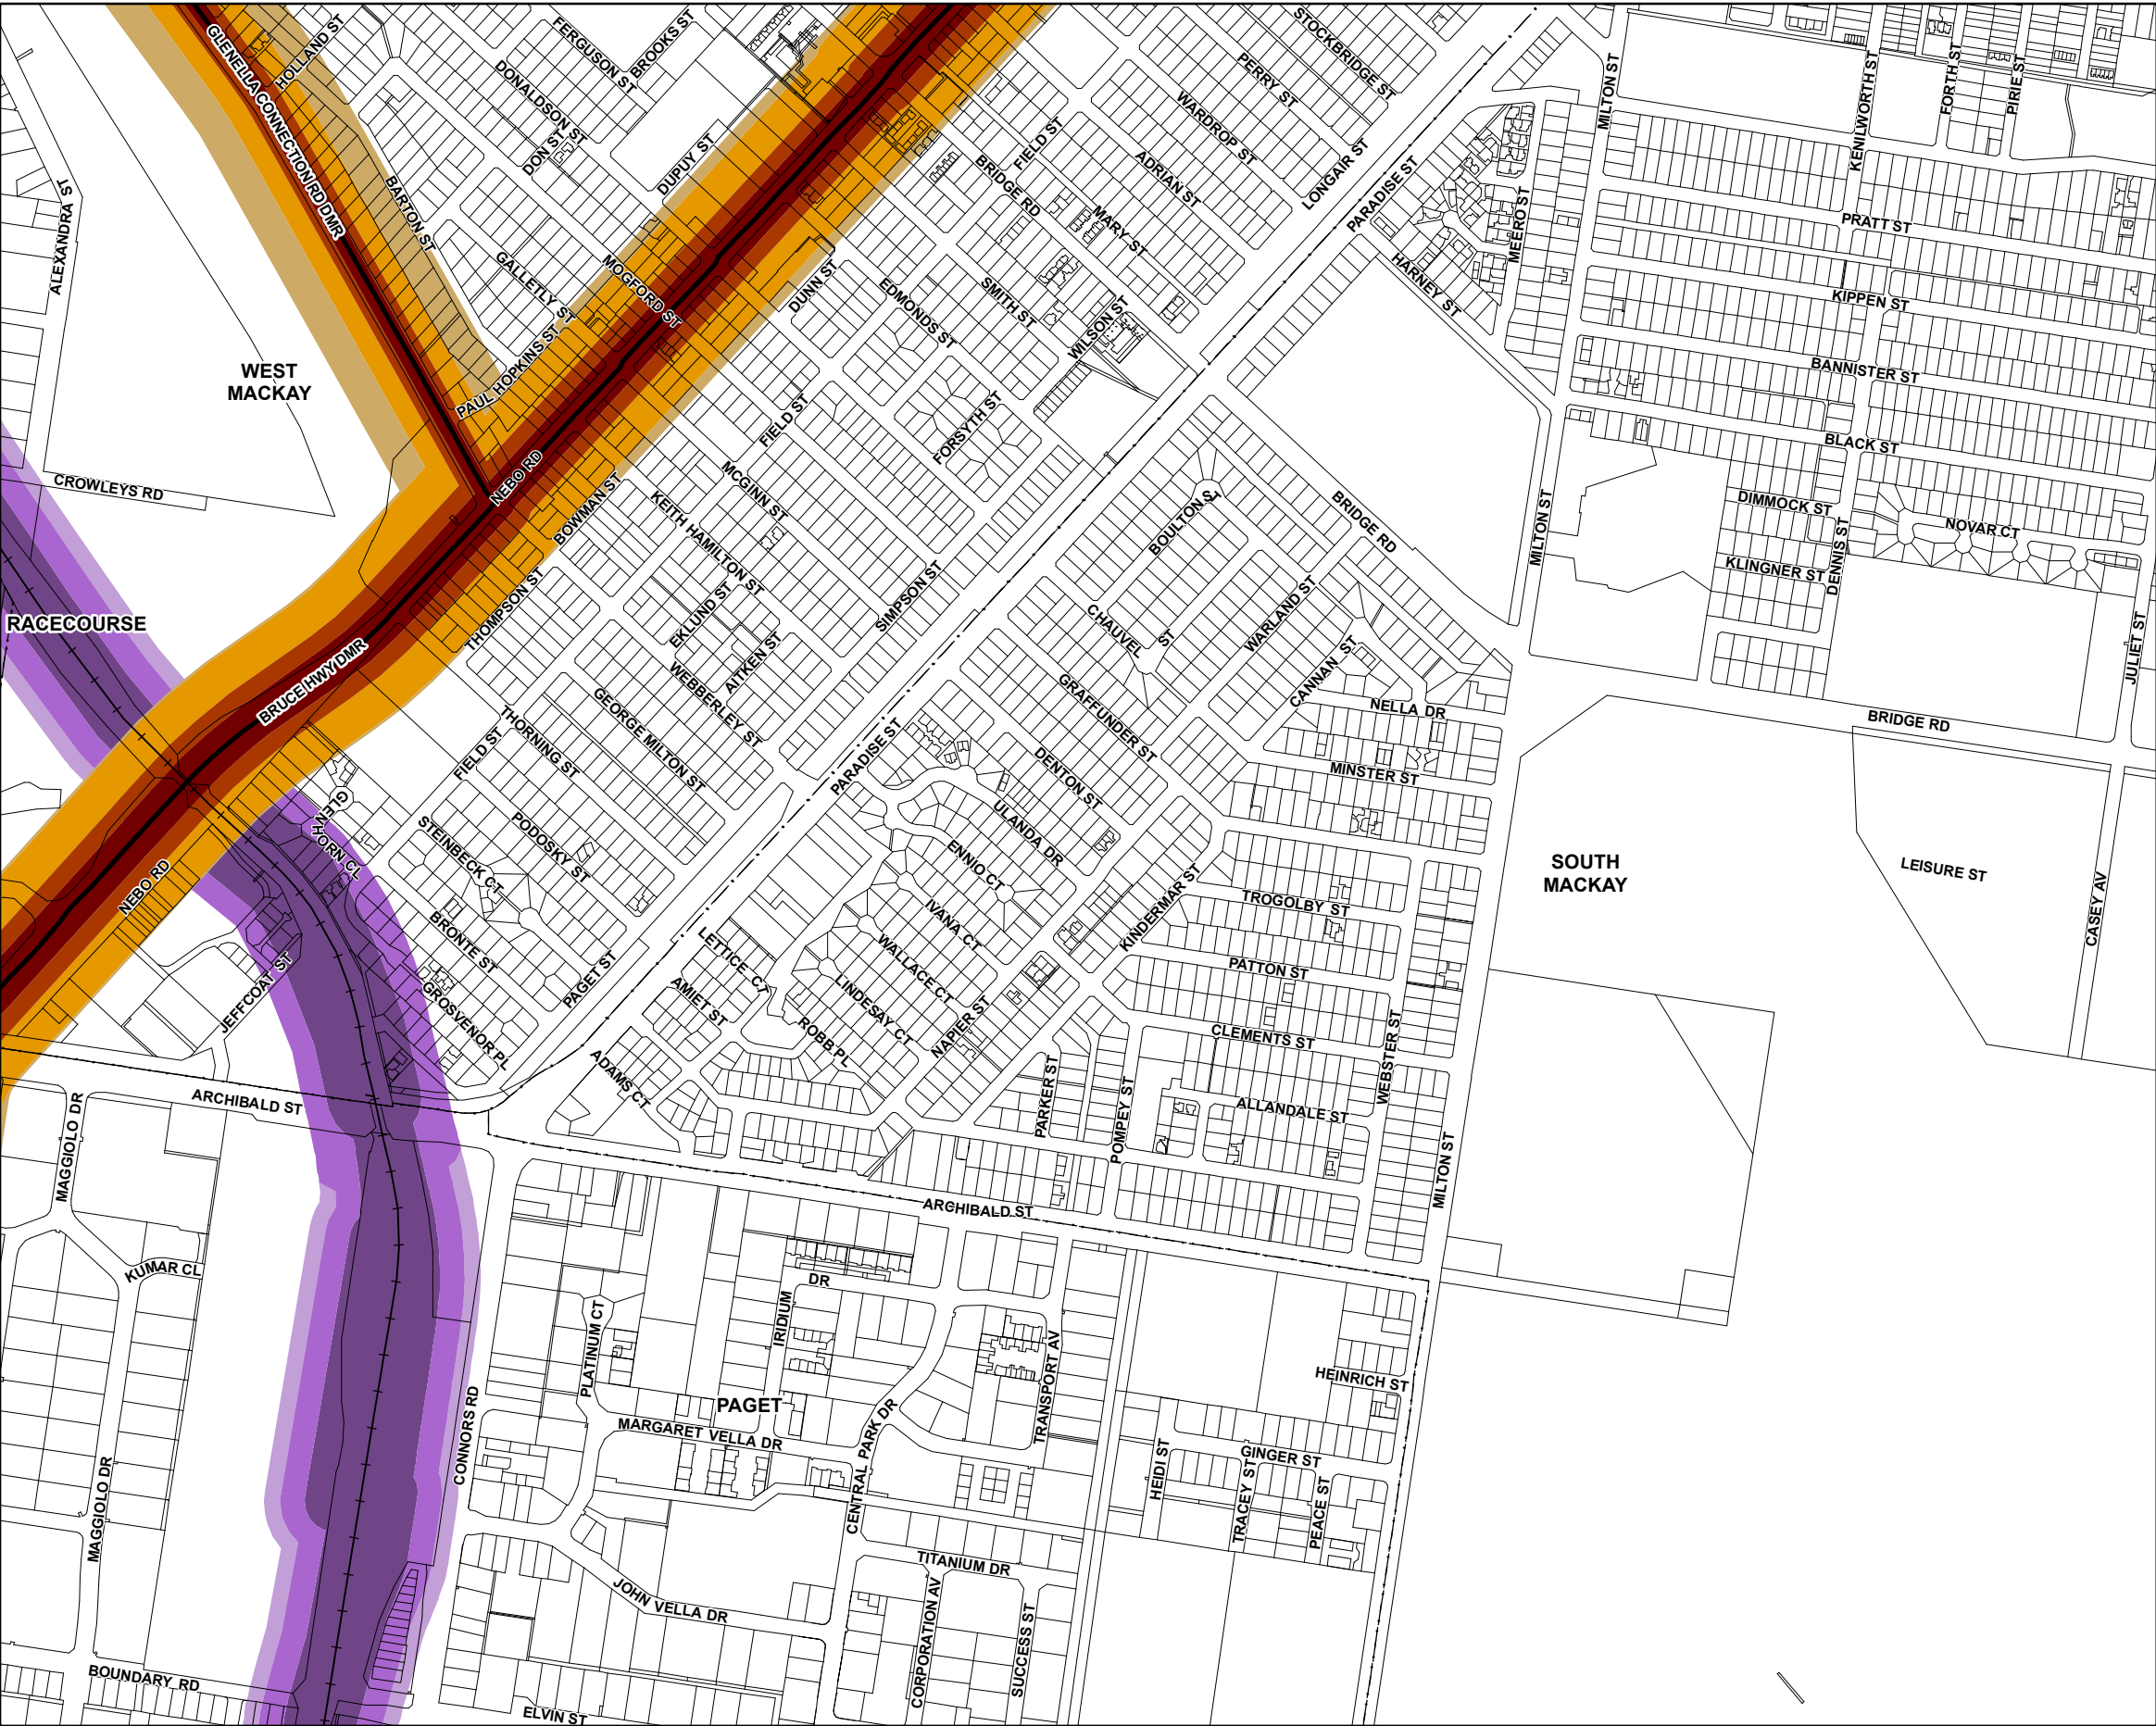 GLENELLA CONNECTION RD DMR
HOLLAND ST
FERGUSON ST
BROOKS ST
STOCKBRIDGE ST
DONALDSON ST
PERRY ST
MILTON ST
KENILWORTH ST
FORTH ST
PIRIE ST
WARDROP ST
DON ST
DUPUY ST
FIELD ST
BRIDGE RD
ADRIAN ST
LONGAIR ST
PARADISE ST
ALEXANDRA ST
BARTON ST
MARY ST
MEERO ST
PRATT ST
GALLETLY ST
MOGFORD ST
DUNN ST
EDMONDS ST
SMITH ST
HARNEY ST
KIPPEN ST
WILSON ST
PAUL HOPKINS ST
WEST
MACKAY
BANNISTER ST
FIELD ST
FORSYTH ST
BLACK ST
CROWLEYS RD
NEBO RD
BOWMAN ST
MCGINN ST
KEITH HAMILTON ST
BOULTON ST
BRIDGE RD
MILTON ST
DIMMOCK ST
NOVAR CT
DENNIS ST
KLINGNER ST
THOMPSON ST
EKLUND ST
SIMPSON ST
CHAUVEL
ST
WARLAND ST
RACECOURSE
BRUCE HWY DMR
WEBBERLEY ST
AITKEN ST
CANNAN ST
JULIET ST
GEORGE MILTON ST
GRAFFUNDER ST
NELLA DR
BRIDGE RD
FIELD ST
THORNING ST
PARADISE ST
DENTON ST
MINSTER ST
GLEN
HORN CL
STEINBECK CT
PODOSKY ST
ULANDA DR
ENNIO CT
SOUTH
MACKAY
LEISURE ST
NEBO RD
KINDERMAR ST
TROGOLBY ST
CASEY AV
BRONTE ST
IVANA CT
LETTICE CT
WALLACE CT
PATTON ST
JEFFCOAT ST
GROSVENOR PL
PAGET ST
AMIET ST
LINDESAY CT
NAPIER ST
ROBB PL
CLEMENTS ST
WEBSTER ST
ADAMS CT
PARKER ST
POMPEY ST
ALLANDALE ST
ARCHIBALD ST
MAGGIOLO DR
MILTON ST
ARCHIBALD ST
KUMAR CL
DR
IRIDIUM
PLATINUM CT
TRANSPORT AV
HEINRICH ST
PAGET
CONNORS RD
MARGARET VELLA DR
CENTRAL PARK DR
HEIDI ST
GINGER ST
TRACEY ST
PEACE ST
MAGGIOLO DR
TITANIUM DR
JOHN VELLA DR
CORPORATION AV
SUCCESS ST
BOUNDARY RD
ELVIN ST